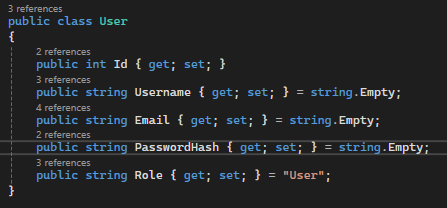 3 references
public class User
{
2 references
public int Id { get; set; }
3 references
public string Username { get; set; } = string.Empty;
4 references
public string Email { get; set; } = string.Empty;
2 references
public string PasswordHash { get; set; } = string.Empty;
3 references
public string Role { get; set; } = "User";
}